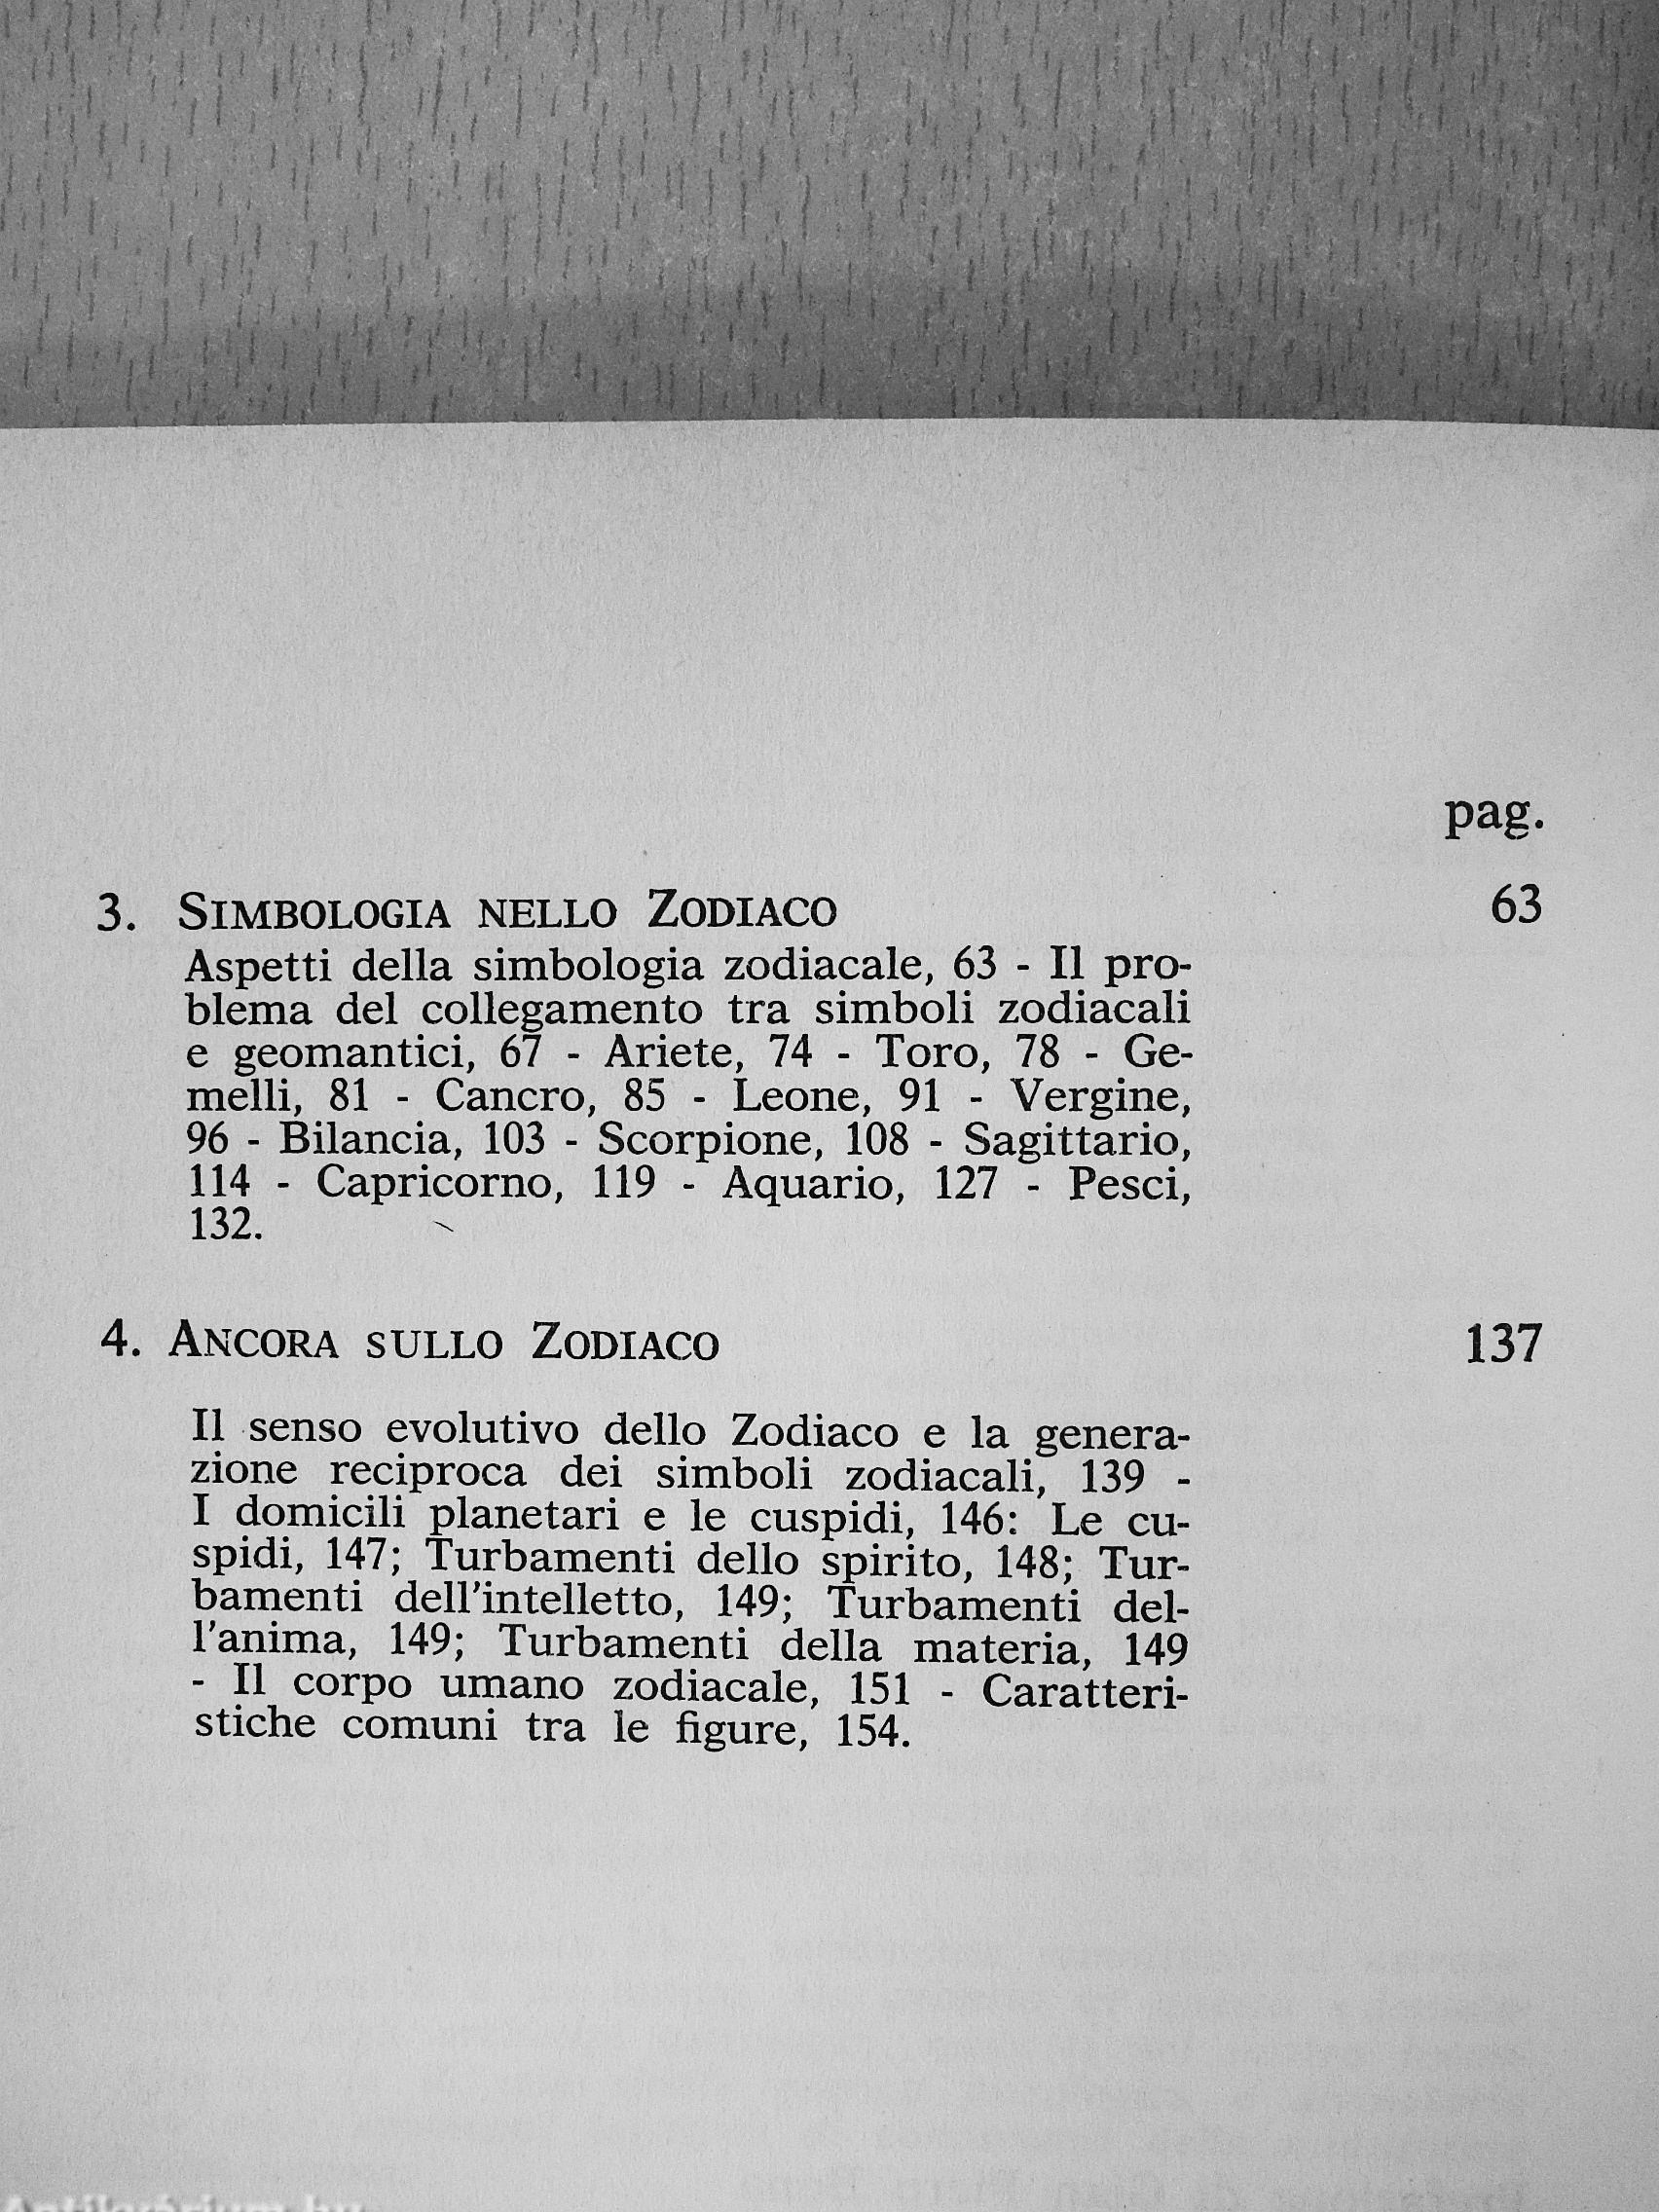 pag.
3. SIMBOLOGIA NELLO ZODIACO 63
Aspetti della simbologia zodiacale, 63 - Il pro-
blema del collegamento tra simboli zodiacali
e geomantici, 67 - Ariete, 74 - Toro, 78 - Ge-
melli, 81 - Cancro, 85 - Leone, 91 - Vergine,
96 - Bilancia, 103 - Scorpione, 108 - Sagittario,
114 - Capricorno, 119 - Aquario, 127 - Pesci,
132.
4. ANCORA SULLO ZODIACO 137
Il senso evolutivo dello Zodiaco e la genera-
zione reciproca dei simboli zodiacali, 139 -
I domicili planetari e le cuspidi, 146: Le cu-
spidi, 147; Turbamenti dello spirito, 148; Tur-
bamenti dell'intelletto, 149; Turbamenti del-
l'anima, 149; Turbamenti della materia, 149
- Il corpo umano zodiacale, 151 - Caratteri-
stiche comuni tra le figure, 154.